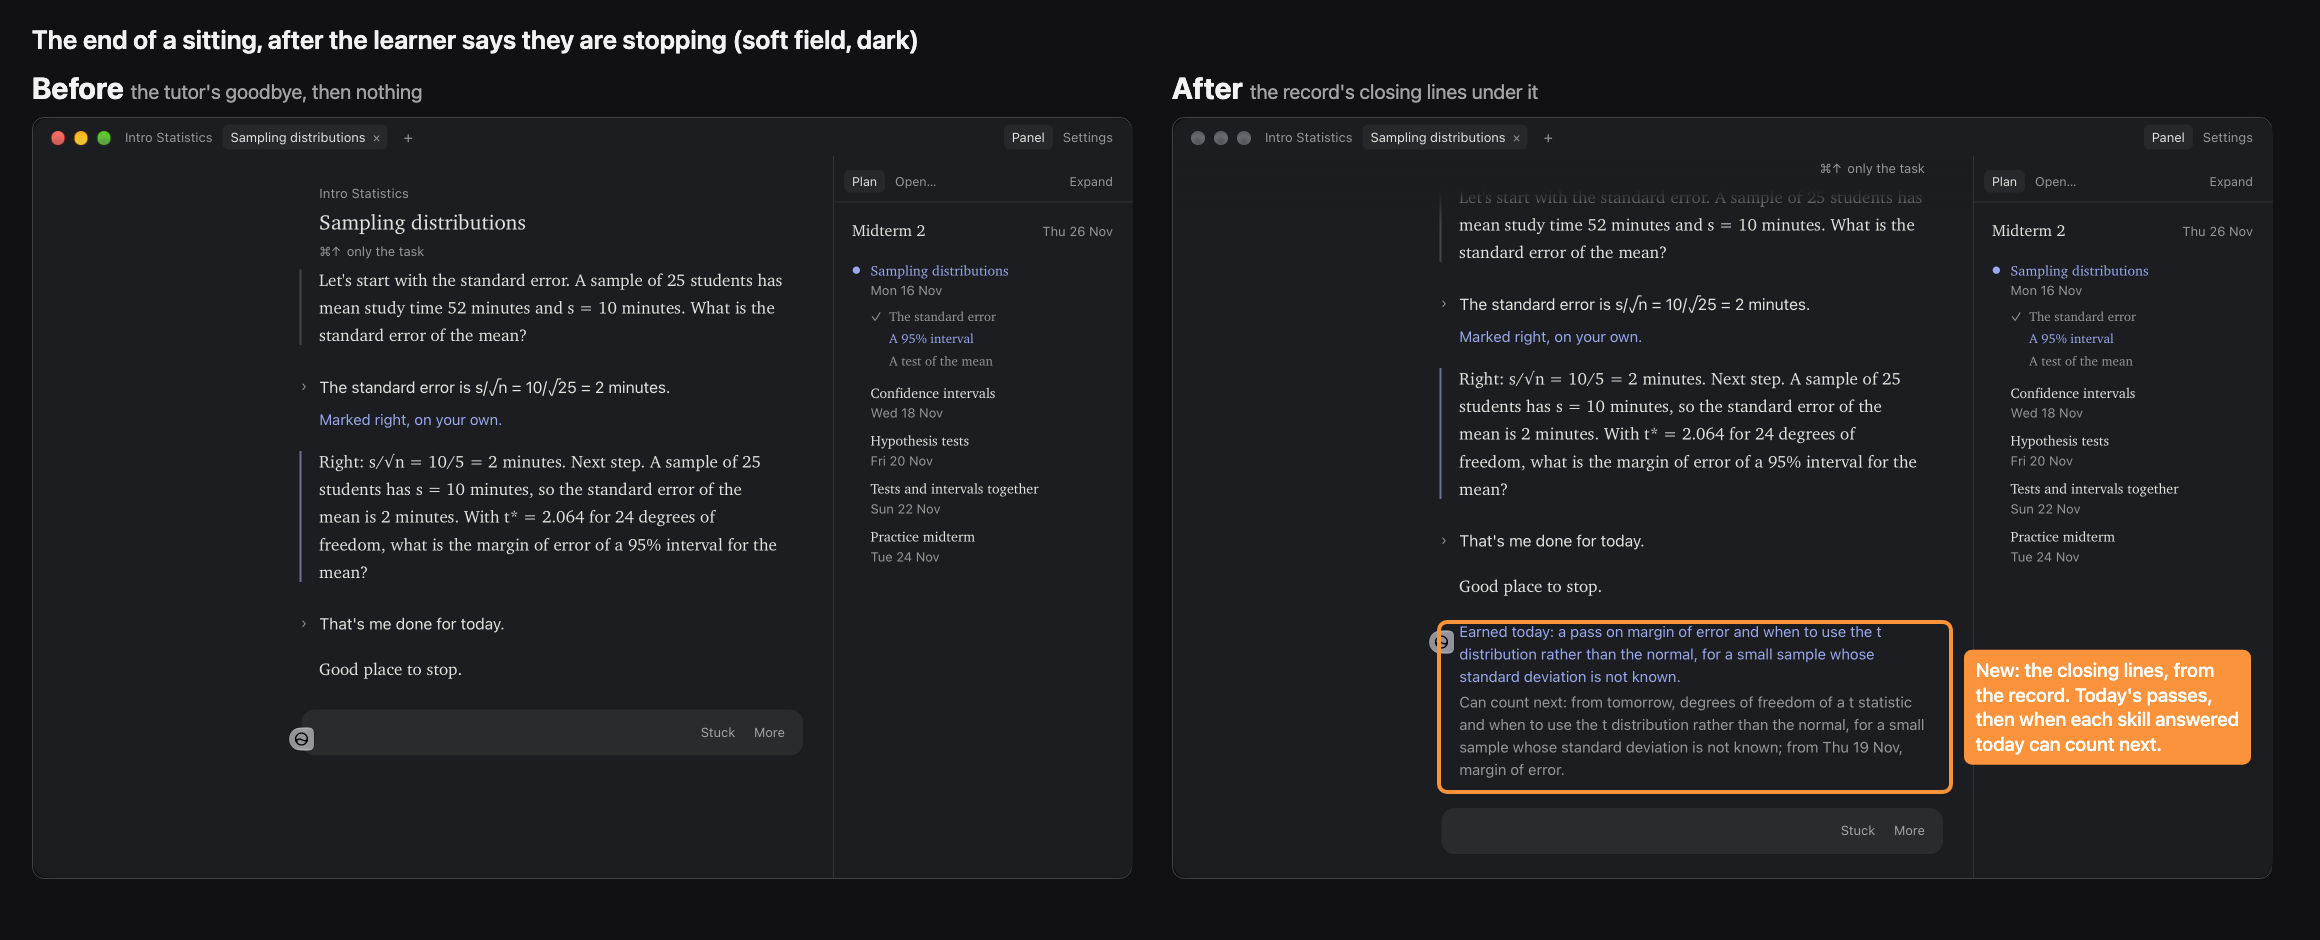 The end of a sitting, after the learner says they are stopping (soft field, dark)
Before the tutor's goodbye, then nothing
Intro Statistics
Sampling distributions ×
+
Panel
Settings
Intro Statistics
Sampling distributions
⌘↑ only the task
Let's start with the standard error. A sample of 25 students has
mean study time 52 minutes and s = 10 minutes. What is the
standard error of the mean?
› The standard error is s/√n = 10/√25 = 2 minutes.
Marked right, on your own.
Right: s/√n = 10/5 = 2 minutes. Next step. A sample of 25
students has s = 10 minutes, so the standard error of the
mean is 2 minutes. With t* = 2.064 for 24 degrees of
freedom, what is the margin of error of a 95% interval for the
mean?
› That's me done for today.
Good place to stop.
Stuck
More
Plan
Open...
Expand
Midterm 2
Thu 26 Nov
Sampling distributions
Mon 16 Nov
✓ The standard error
A 95% interval
A test of the mean
Confidence intervals
Wed 18 Nov
Hypothesis tests
Fri 20 Nov
Tests and intervals together
Sun 22 Nov
Practice midterm
Tue 24 Nov
After the record's closing lines under it
Intro Statistics
Sampling distributions ×
+
Panel
Settings
⌘↑ only the task
Let's start with the standard error. A sample of 25 students has
mean study time 52 minutes and s = 10 minutes. What is the
standard error of the mean?
› The standard error is s/√n = 10/√25 = 2 minutes.
Marked right, on your own.
Right: s/√n = 10/5 = 2 minutes. Next step. A sample of 25
students has s = 10 minutes, so the standard error of the
mean is 2 minutes. With t* = 2.064 for 24 degrees of
freedom, what is the margin of error of a 95% interval for the
mean?
› That's me done for today.
Good place to stop.
Earned today: a pass on margin of error and when to use the t
distribution rather than the normal, for a small sample whose
standard deviation is not known.
Can count next: from tomorrow, degrees of freedom of a t statistic
and when to use the t distribution rather than the normal, for a small
sample whose standard deviation is not known; from Thu 19 Nov,
margin of error.
Stuck
More
Plan
Open...
Expand
Midterm 2
Thu 26 Nov
Sampling distributions
Mon 16 Nov
✓ The standard error
A 95% interval
A test of the mean
Confidence intervals
Wed 18 Nov
Hypothesis tests
Fri 20 Nov
Tests and intervals together
Sun 22 Nov
Practice midterm
Tue 24 Nov
New: the closing lines, from
the record. Today's passes,
then when each skill answered
today can count next.